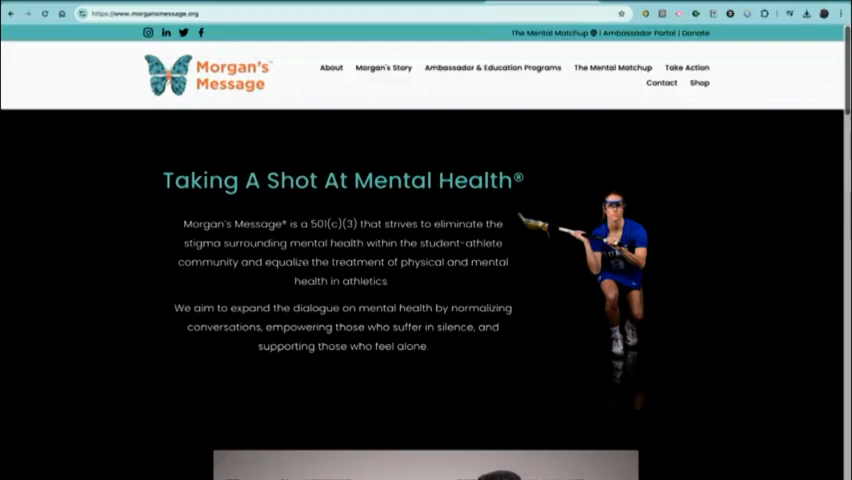 https://www.morgansmessage.org
The Mental Matchup | Ambassador Portal | Donate
Morgan's
Message
About Morgan's Story Ambassador & Education Programs The Mental Matchup Take Action
Contact Shop
Taking A Shot At Mental Health®
Morgan's Message® is a 501(c)(3) that strives to eliminate the
stigma surrounding mental health within the student-athlete
community and equalize the treatment of physical and mental
health in athletics.
We aim to expand the dialogue on mental health by normalizing
conversations, empowering those who suffer in silence, and
supporting those who feel alone.